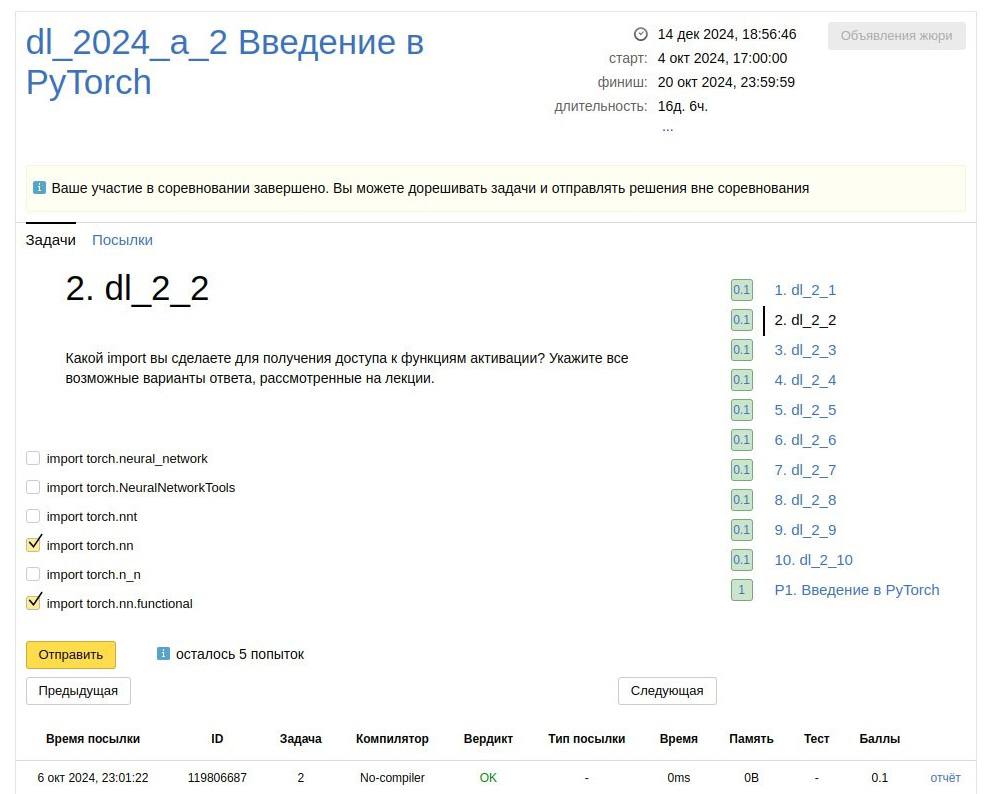 dl_2024_a_2 Введение в
PyTorch
14 дек 2024, 18:56:46
старт: 4 окт 2024, 17:00:00
финиш: 20 окт 2024, 23:59:59
длительность: 16д. 6ч.
...
Объявления жюри
Ваше участие в соревновании завершено. Вы можете дорешивать задачи и отправлять решения вне соревнования
Задачи Посылки
2. dl_2_2
Какой import вы сделаете для получения доступа к функциям активации? Укажите все
возможные варианты ответа, рассмотренные на лекции.
import torch.neural_network
import torch.NeuralNetworkTools
import torch.nnt
import torch.nn
import torch.n_n
import torch.nn.functional
Отправить осталось 5 попыток
Предыдущая Следующая
0.1 1. dl_2_1
0.1 2. dl_2_2
0.1 3. dl_2_3
0.1 4. dl_2_4
0.1 5. dl_2_5
0.1 6. dl_2_6
0.1 7. dl_2_7
0.1 8. dl_2_8
0.1 9. dl_2_9
0.1 10. dl_2_10
1 P1. Введение в PyTorch
Время посылки ID Задача Компилятор Вердикт Тип посылки Время Память Тест Баллы
6 окт 2024, 23:01:22 119806687 2 No-compiler OK - 0ms 0B - 0.1 отчёт